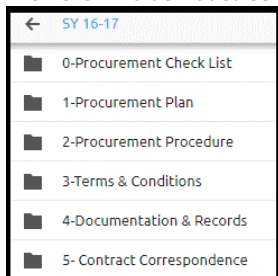 SY 16-17
0-Procurement Check List
1-Procurement Plan
2-Procurement Procedure
3-Terms & Conditions
4-Documentation & Records
5- Contract Correspondence